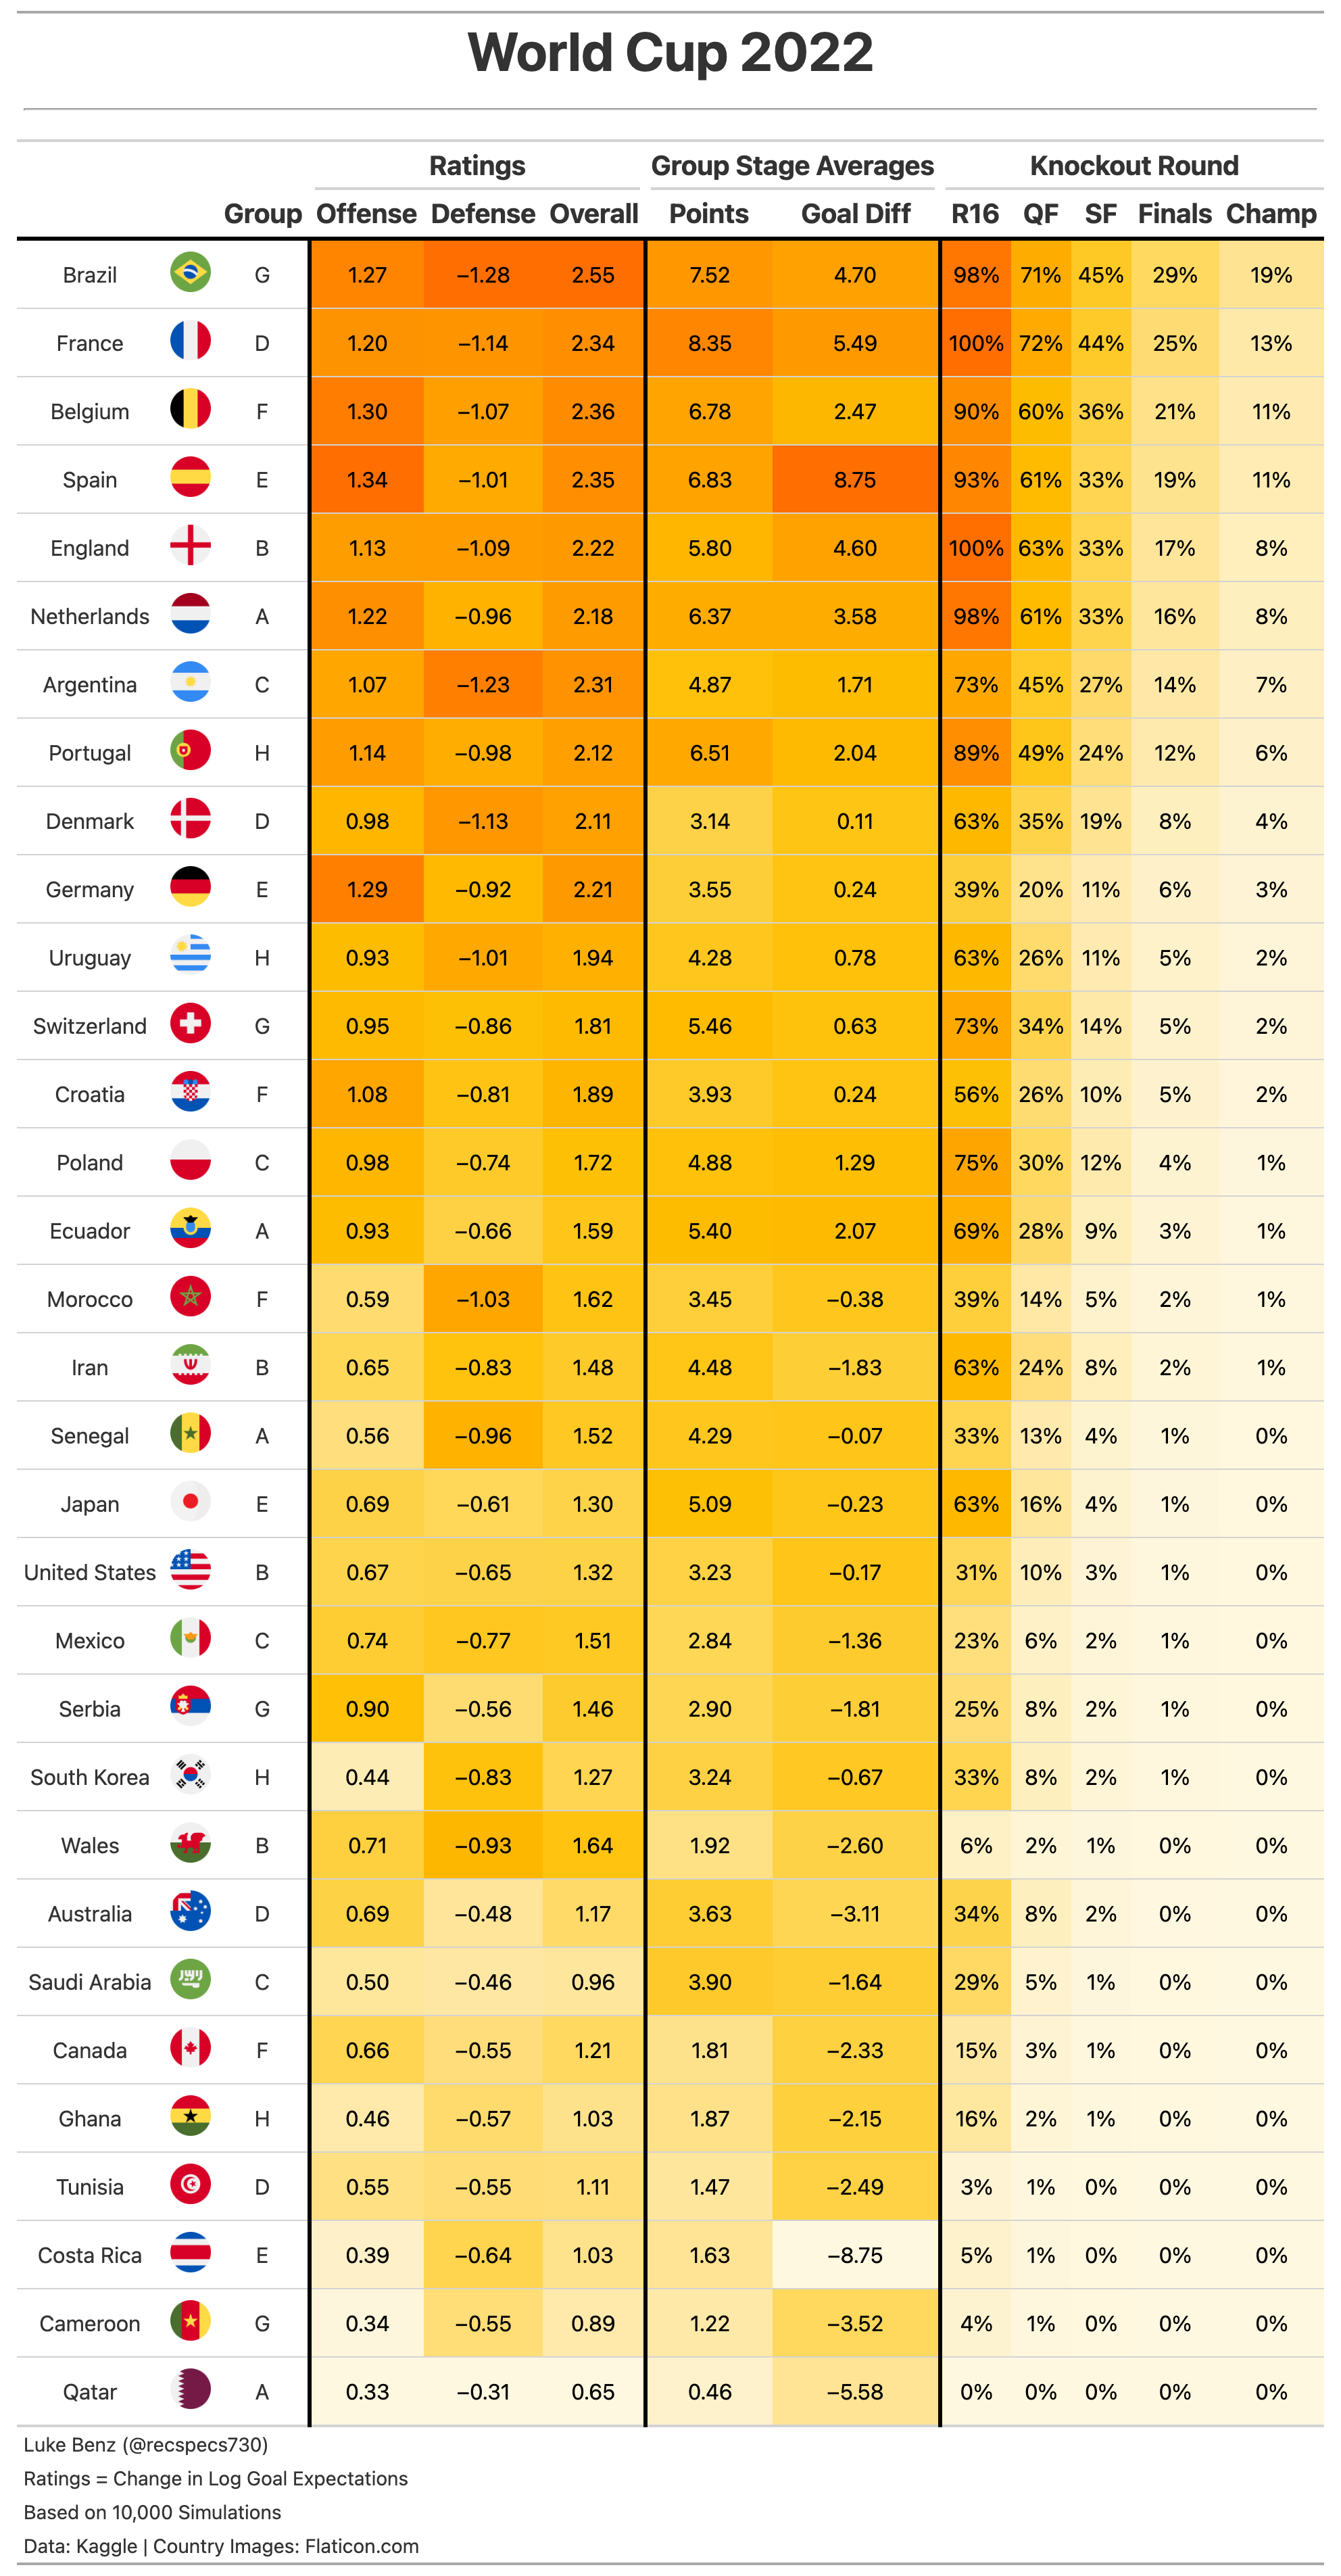 World Cup 2022
Ratings Group Stage Averages Knockout Round
Group Offense Defense Overall Points Goal Diff R16 QF SF Finals Champ
Brazil G 1.27 −1.28 2.55 7.52 4.70 98% 71% 45% 29% 19%
France D 1.20 −1.14 2.34 8.35 5.49 100% 72% 44% 25% 13%
Belgium F 1.30 −1.07 2.36 6.78 2.47 90% 60% 36% 21% 11%
Spain E 1.34 −1.01 2.35 6.83 8.75 93% 61% 33% 19% 11%
England B 1.13 −1.09 2.22 5.80 4.60 100% 63% 33% 17% 8%
Netherlands A 1.22 −0.96 2.18 6.37 3.58 98% 61% 33% 16% 8%
Argentina C 1.07 −1.23 2.31 4.87 1.71 73% 45% 27% 14% 7%
Portugal H 1.14 −0.98 2.12 6.51 2.04 89% 49% 24% 12% 6%
Denmark D 0.98 −1.13 2.11 3.14 0.11 63% 35% 19% 8% 4%
Germany E 1.29 −0.92 2.21 3.55 0.24 39% 20% 11% 6% 3%
Uruguay H 0.93 −1.01 1.94 4.28 0.78 63% 26% 11% 5% 2%
Switzerland G 0.95 −0.86 1.81 5.46 0.63 73% 34% 14% 5% 2%
Croatia F 1.08 −0.81 1.89 3.93 0.24 56% 26% 10% 5% 2%
Poland C 0.98 −0.74 1.72 4.88 1.29 75% 30% 12% 4% 1%
Ecuador A 0.93 −0.66 1.59 5.40 2.07 69% 28% 9% 3% 1%
Morocco F 0.59 −1.03 1.62 3.45 −0.38 39% 14% 5% 2% 1%
Iran B 0.65 −0.83 1.48 4.48 −1.83 63% 24% 8% 2% 1%
Senegal A 0.56 −0.96 1.52 4.29 −0.07 33% 13% 4% 1% 0%
Japan E 0.69 −0.61 1.30 5.09 −0.23 63% 16% 4% 1% 0%
United States B 0.67 −0.65 1.32 3.23 −0.17 31% 10% 3% 1% 0%
Mexico C 0.74 −0.77 1.51 2.84 −1.36 23% 6% 2% 1% 0%
Serbia G 0.90 −0.56 1.46 2.90 −1.81 25% 8% 2% 1% 0%
South Korea H 0.44 −0.83 1.27 3.24 −0.67 33% 8% 2% 1% 0%
Wales B 0.71 −0.93 1.64 1.92 −2.60 6% 2% 1% 0% 0%
Australia D 0.69 −0.48 1.17 3.63 −3.11 34% 8% 2% 0% 0%
Saudi Arabia C 0.50 −0.46 0.96 3.90 −1.64 29% 5% 1% 0% 0%
Canada F 0.66 −0.55 1.21 1.81 −2.33 15% 3% 1% 0% 0%
Ghana H 0.46 −0.57 1.03 1.87 −2.15 16% 2% 1% 0% 0%
Tunisia D 0.55 −0.55 1.11 1.47 −2.49 3% 1% 0% 0% 0%
Costa Rica E 0.39 −0.64 1.03 1.63 −8.75 5% 1% 0% 0% 0%
Cameroon G 0.34 −0.55 0.89 1.22 −3.52 4% 1% 0% 0% 0%
Qatar A 0.33 −0.31 0.65 0.46 −5.58 0% 0% 0% 0% 0%
Luke Benz (@recspecs730)
Ratings = Change in Log Goal Expectations
Based on 10,000 Simulations
Data: Kaggle | Country Images: Flaticon.com